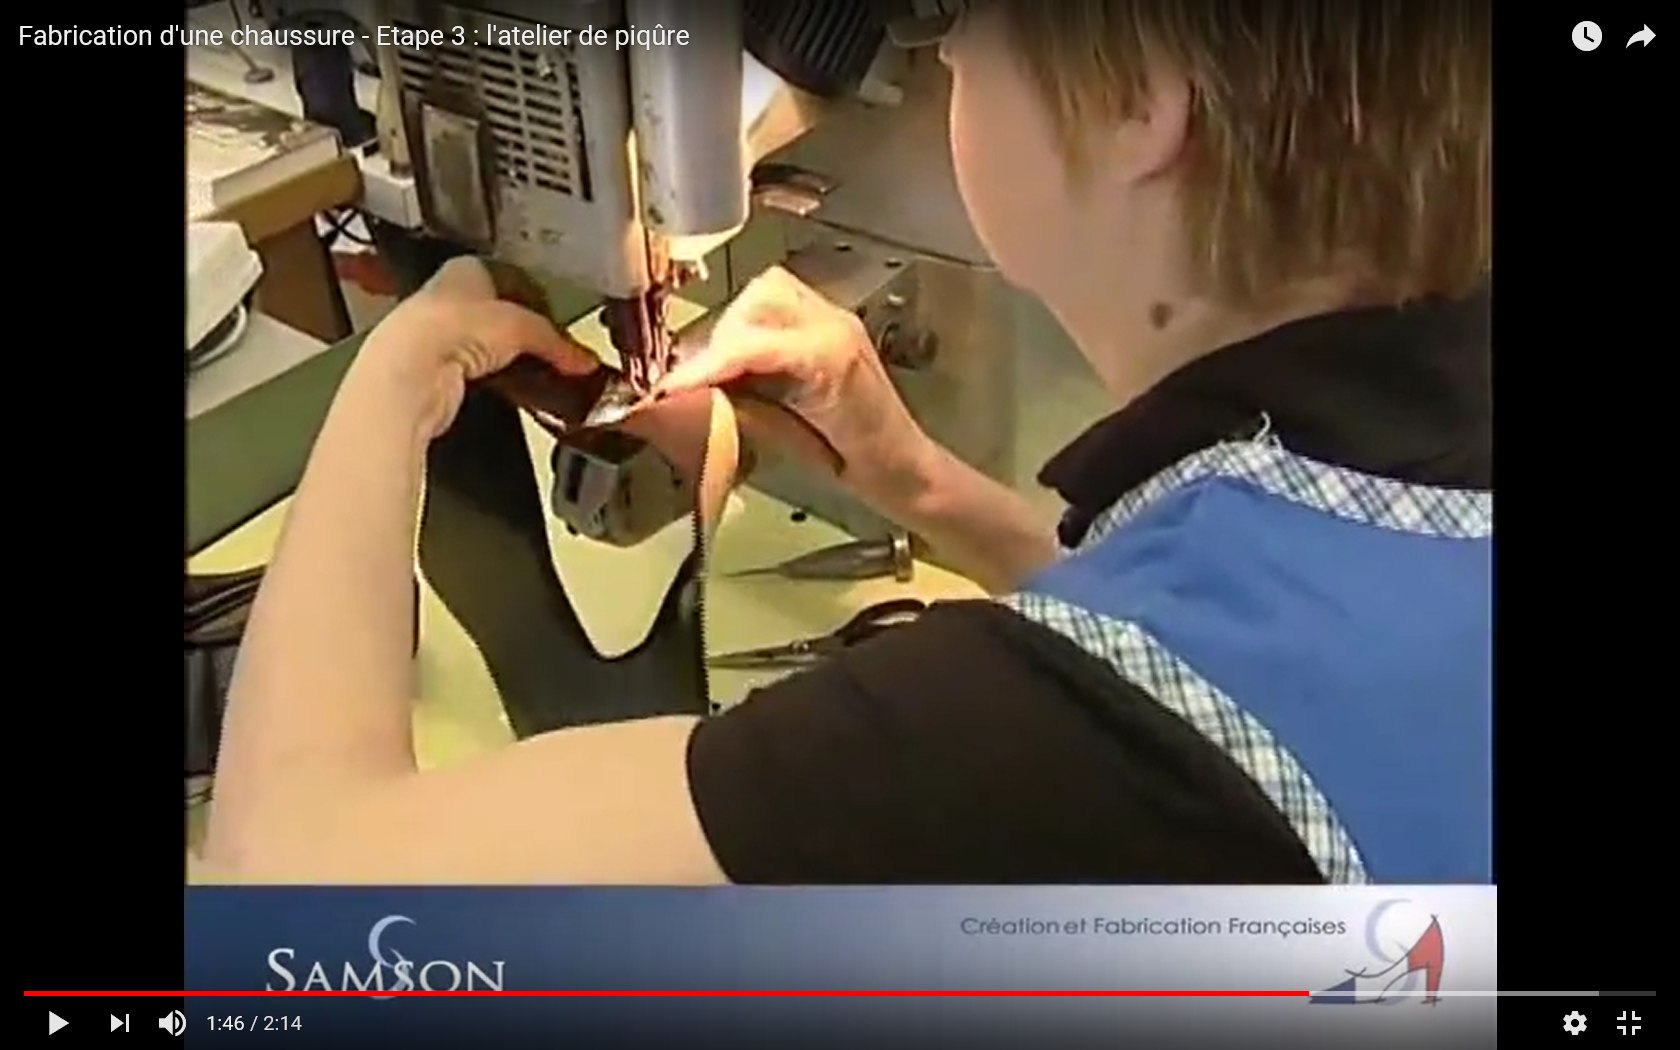 Fabrication d'une chaussure - Etape 3 : l'atelier de piqûre
Création et Fabrication Françaises
SAMSON
1:46 / 2:14